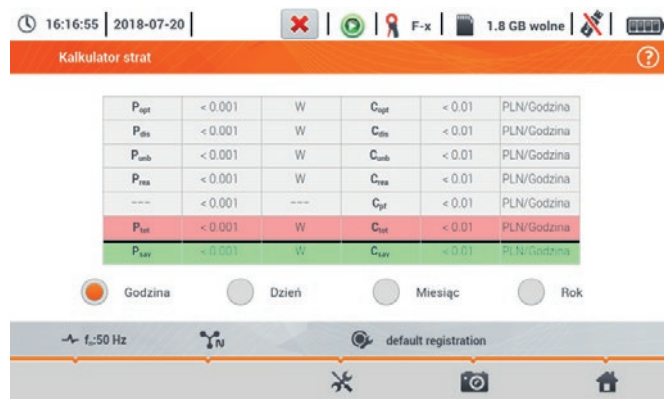 16:16:55 2018-07-20 F-x 1.8 GB wolne
Kalkulator strat ?
Popt < 0.001 W Copt < 0.01 PLN/Godzina
Pdis < 0.001 W Cdis < 0.01 PLN/Godzina
Punb < 0.001 W Cunb < 0.01 PLN/Godzina
Prea < 0.001 W Crea < 0.01 PLN/Godzina
--- < 0.001 --- Cpf < 0.01 PLN/Godzina
Ptot < 0.001 W Ctot < 0.01 PLN/Godzina
Psav < 0.001 W Csav < 0.01 PLN/Godzina
Godzina Dzień Miesiąc Rok
fn:50 Hz N default registration